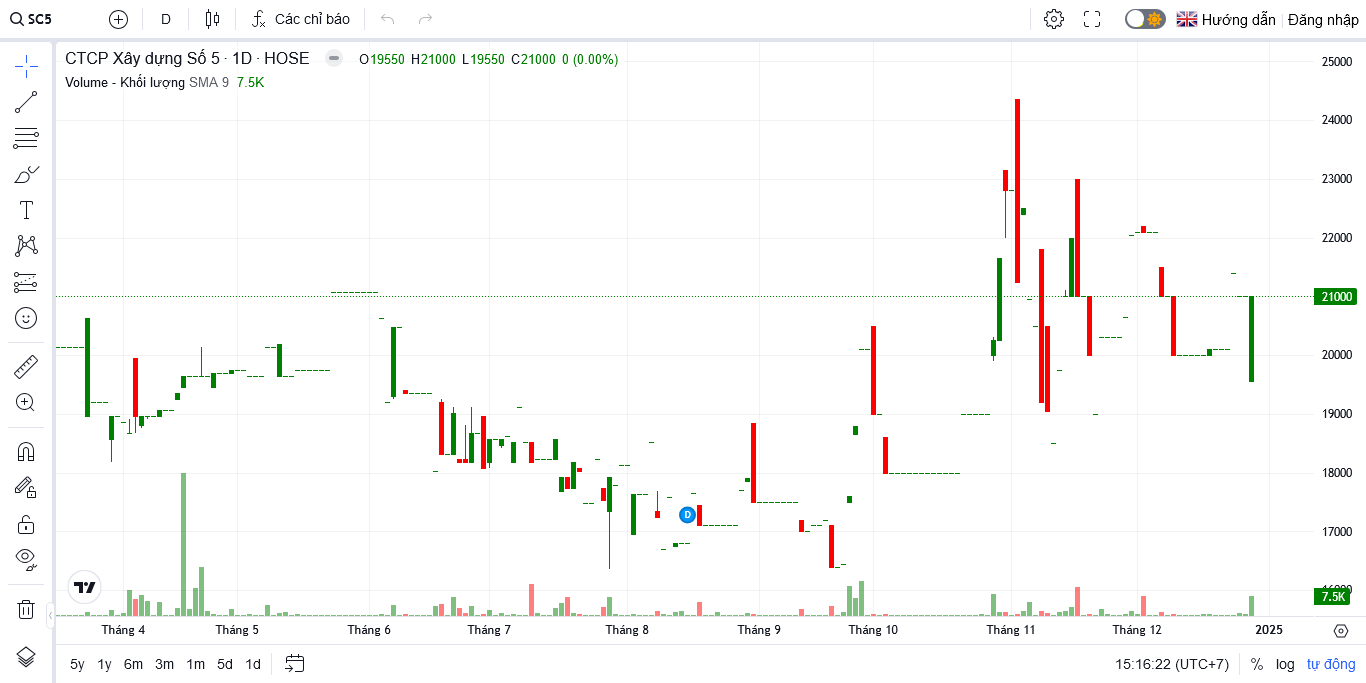 SC5 D Các chỉ báo Hướng dẫn Đăng nhập
CTCP Xây dựng Số 5 · 1D · HOSE O19550 H21000 L19550 C21000 0 (0.00%)
Volume - Khối lượng SMA 9 7.5K
25000
24000
23000
22000
21000
20000
19000
18000
17000
16000
7.5K
D
Tháng 4 Tháng 5 Tháng 6 Tháng 7 Tháng 8 Tháng 9 Tháng 10 Tháng 11 Tháng 12 2025
5y 1y 6m 3m 1m 5d 1d 15:16:22 (UTC+7) % log tự động